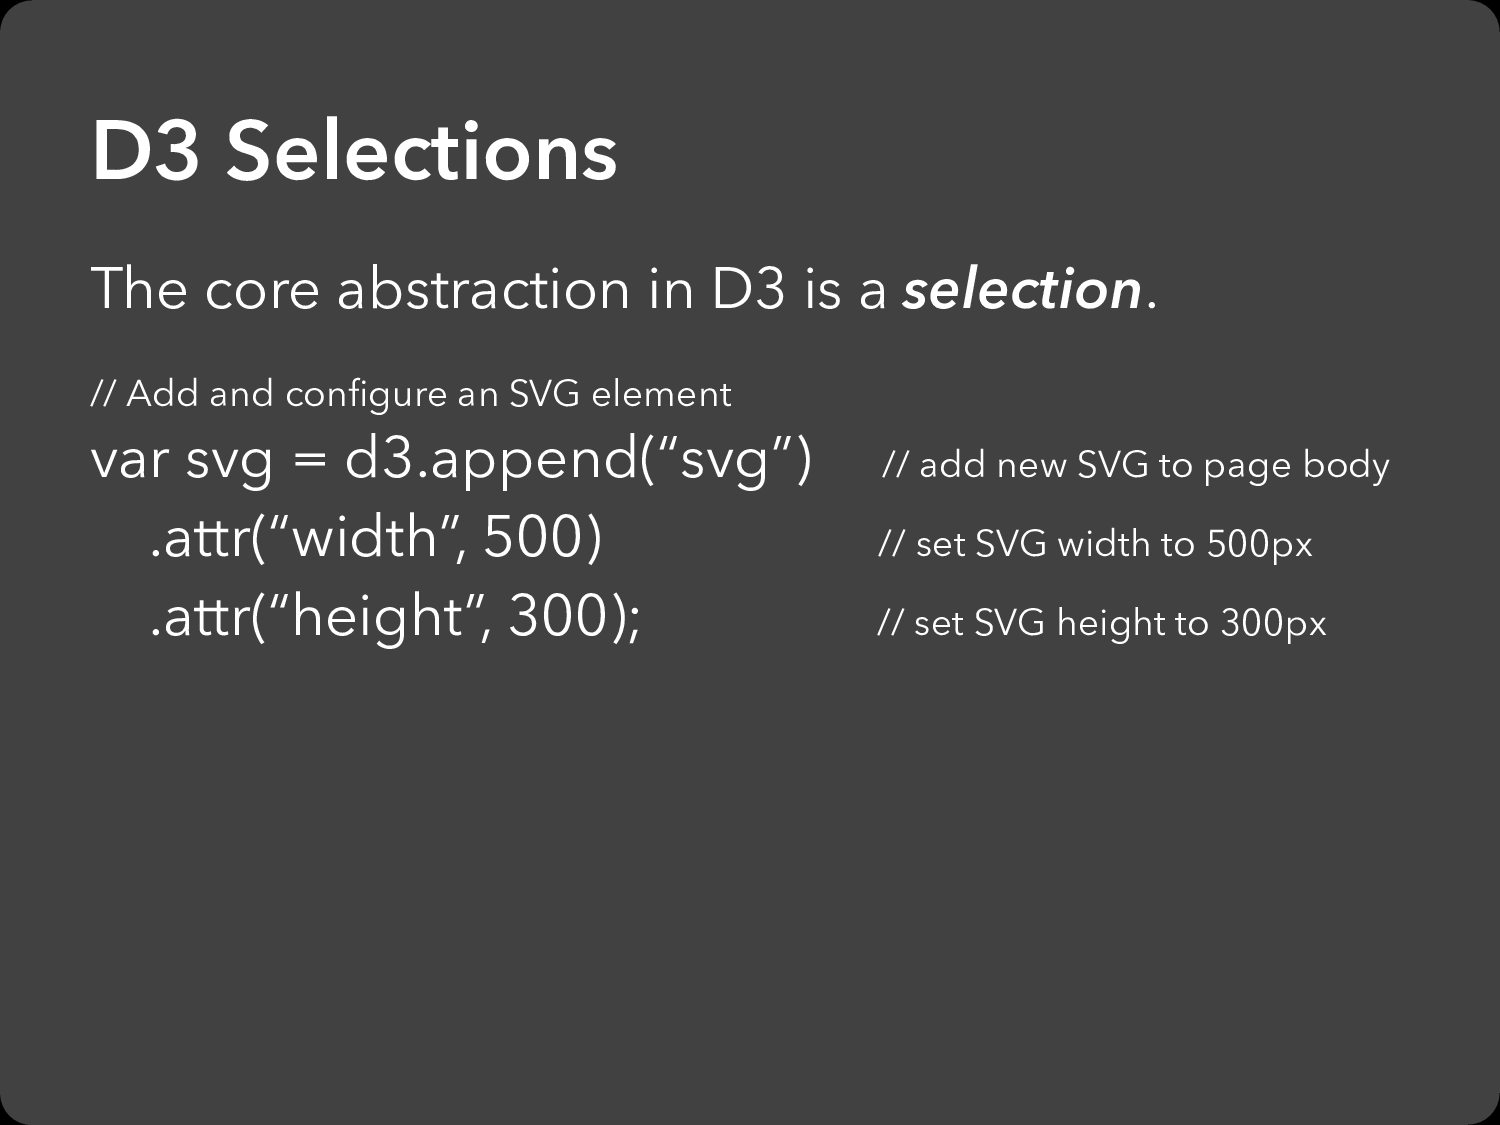 D3 Selections
The core abstraction in D3 is a selection.
// Add and configure an SVG element
var svg = d3.append(“svg”) // add new SVG to page body
.attr(“width”, 500) // set SVG width to 500px
.attr(“height”, 300); // set SVG height to 300px